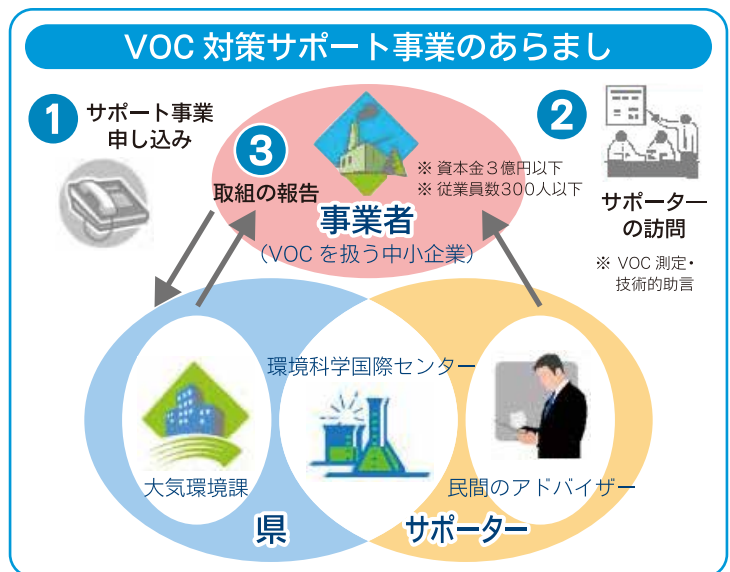 VOC 対策サポート事業のあらまし
1
サポート事業
申し込み
3
取組の報告
※ 資本金３億円以下
※ 従業員数300人以下
事業者
（VOC を扱う中小企業）
2
サポーター
の訪問
※ VOC 測定・
技術的助言
環境科学国際センター
大気環境課
民間のアドバイザー
県
サポーター